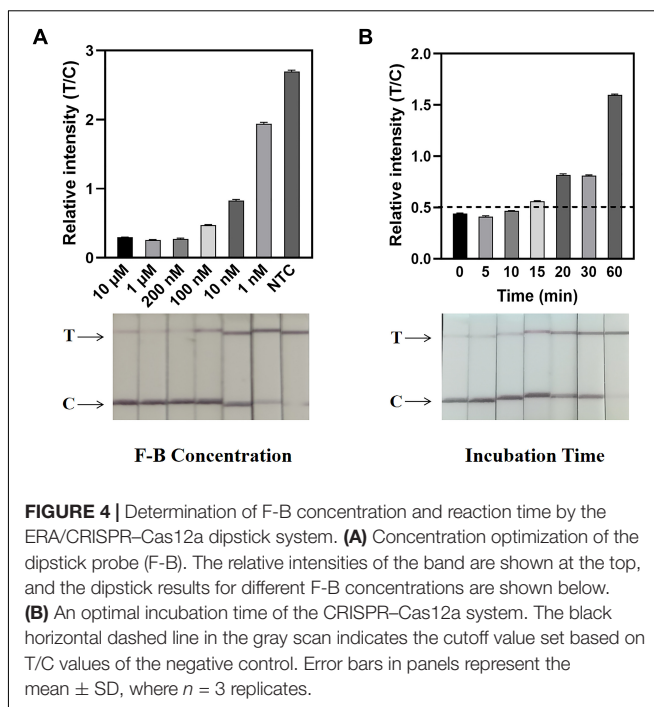 A
Relative intensity (T/C)
3
2
1
0
10 µM
1 µM
200 nM
100 nM
10 nM
1 nM
NTC
T
C
F-B Concentration
B
Relative intensity (T/C)
2.0
1.5
1.0
0.5
0.0
0 5 10 15 20 30 60
Time (min)
T
C
Incubation Time
FIGURE 4 | Determination of F-B concentration and reaction time by the
ERA/CRISPR–Cas12a dipstick system. (A) Concentration optimization of the
dipstick probe (F-B). The relative intensities of the band are shown at the top,
and the dipstick results for different F-B concentrations are shown below.
(B) An optimal incubation time of the CRISPR–Cas12a system. The black
horizontal dashed line in the gray scan indicates the cutoff value set based on
T/C values of the negative control. Error bars in panels represent the
mean ± SD, where n = 3 replicates.